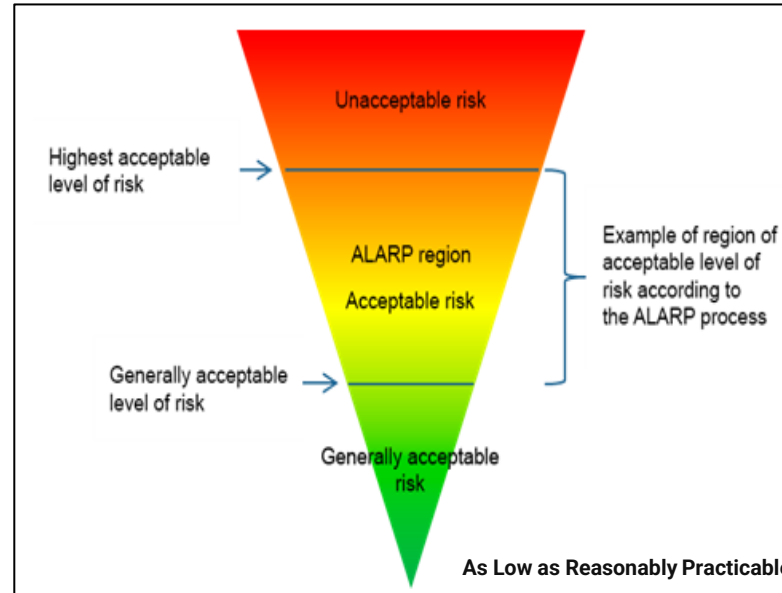 Unacceptable risk
Highest acceptable
level of risk
ALARP region
Acceptable risk
Example of region of
acceptable level of
risk according to
the ALARP process
Generally acceptable
level of risk
Generally acceptable
risk
As Low as Reasonably Practicable